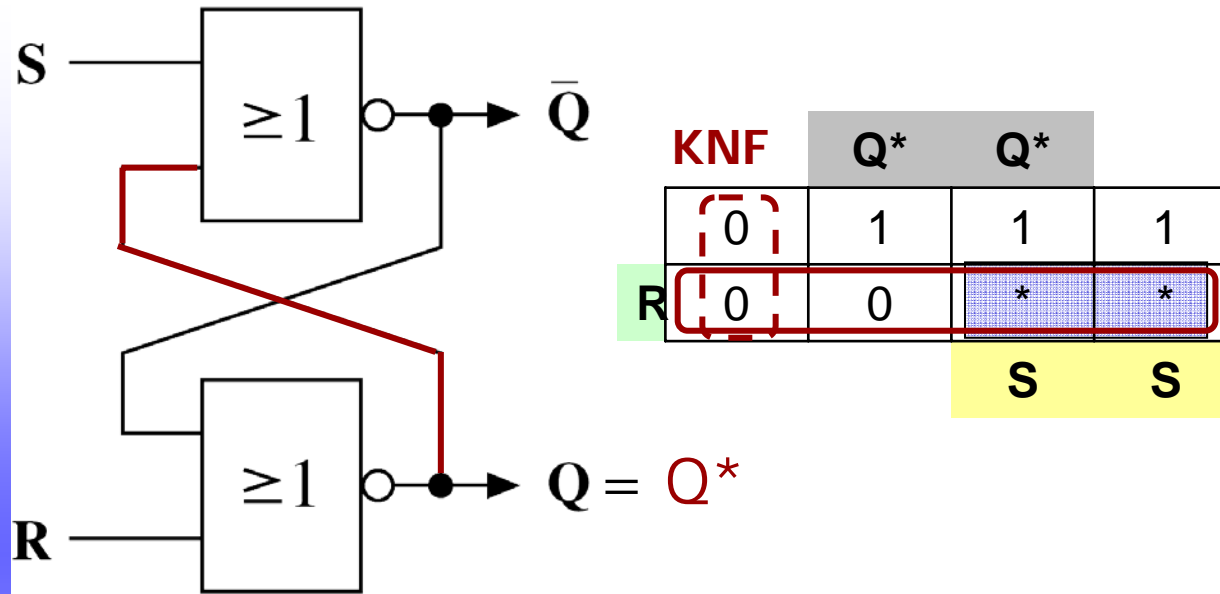 S
≥1
Q̄
KNF Q* Q*
0 1 1 1
R 0 0 * *
S S
≥1
Q = Q*
R